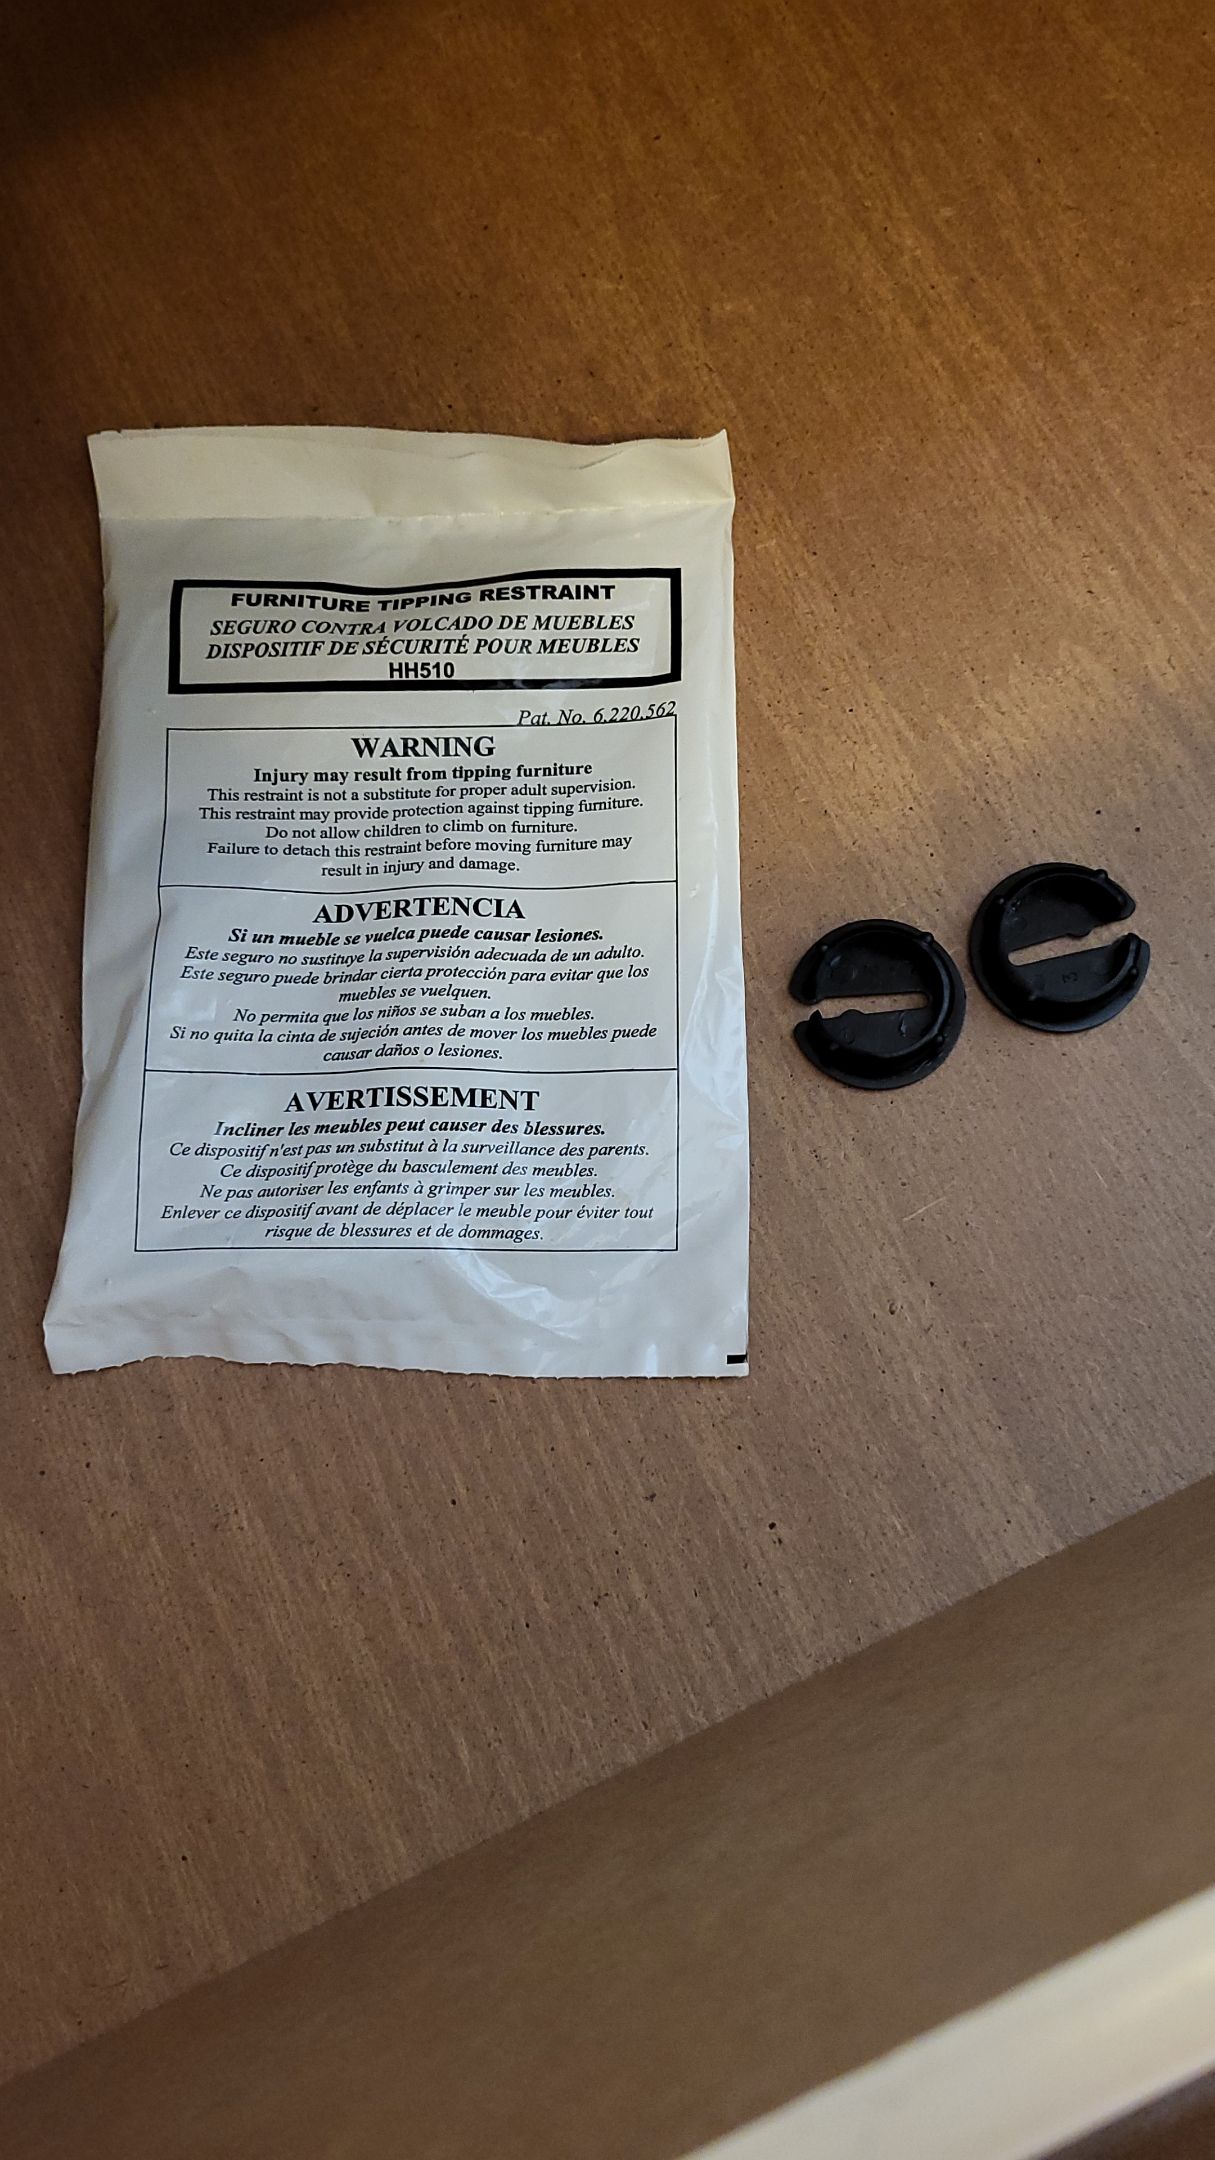 FURNITURE TIPPING RESTRAINT
SEGURO CONTRA VOLCADO DE MUEBLES
DISPOSITIF DE SÉCURITÉ POUR MEUBLES
HH510
Pat. No. 6,220,562
WARNING
Injury may result from tipping furniture
This restraint is not a substitute for proper adult supervision.
This restraint may provide protection against tipping furniture.
Do not allow children to climb on furniture.
Failure to detach this restraint before moving furniture may
result in injury and damage.
ADVERTENCIA
Si un mueble se vuelca puede causar lesiones.
Este seguro no sustituye la supervisión adecuada de un adulto.
Este seguro puede brindar cierta protección para evitar que los
muebles se vuelquen.
No permita que los niños se suban a los muebles.
Si no quita la cinta de sujeción antes de mover los muebles puede
causar daños o lesiones.
AVERTISSEMENT
Incliner les meubles peut causer des blessures.
Ce dispositif n'est pas un substitut à la surveillance des parents.
Ce dispositif protège du basculement des meubles.
Ne pas autoriser les enfants à grimper sur les meubles.
Enlever ce dispositif avant de déplacer le meuble pour éviter tout
risque de blessures et de dommages.